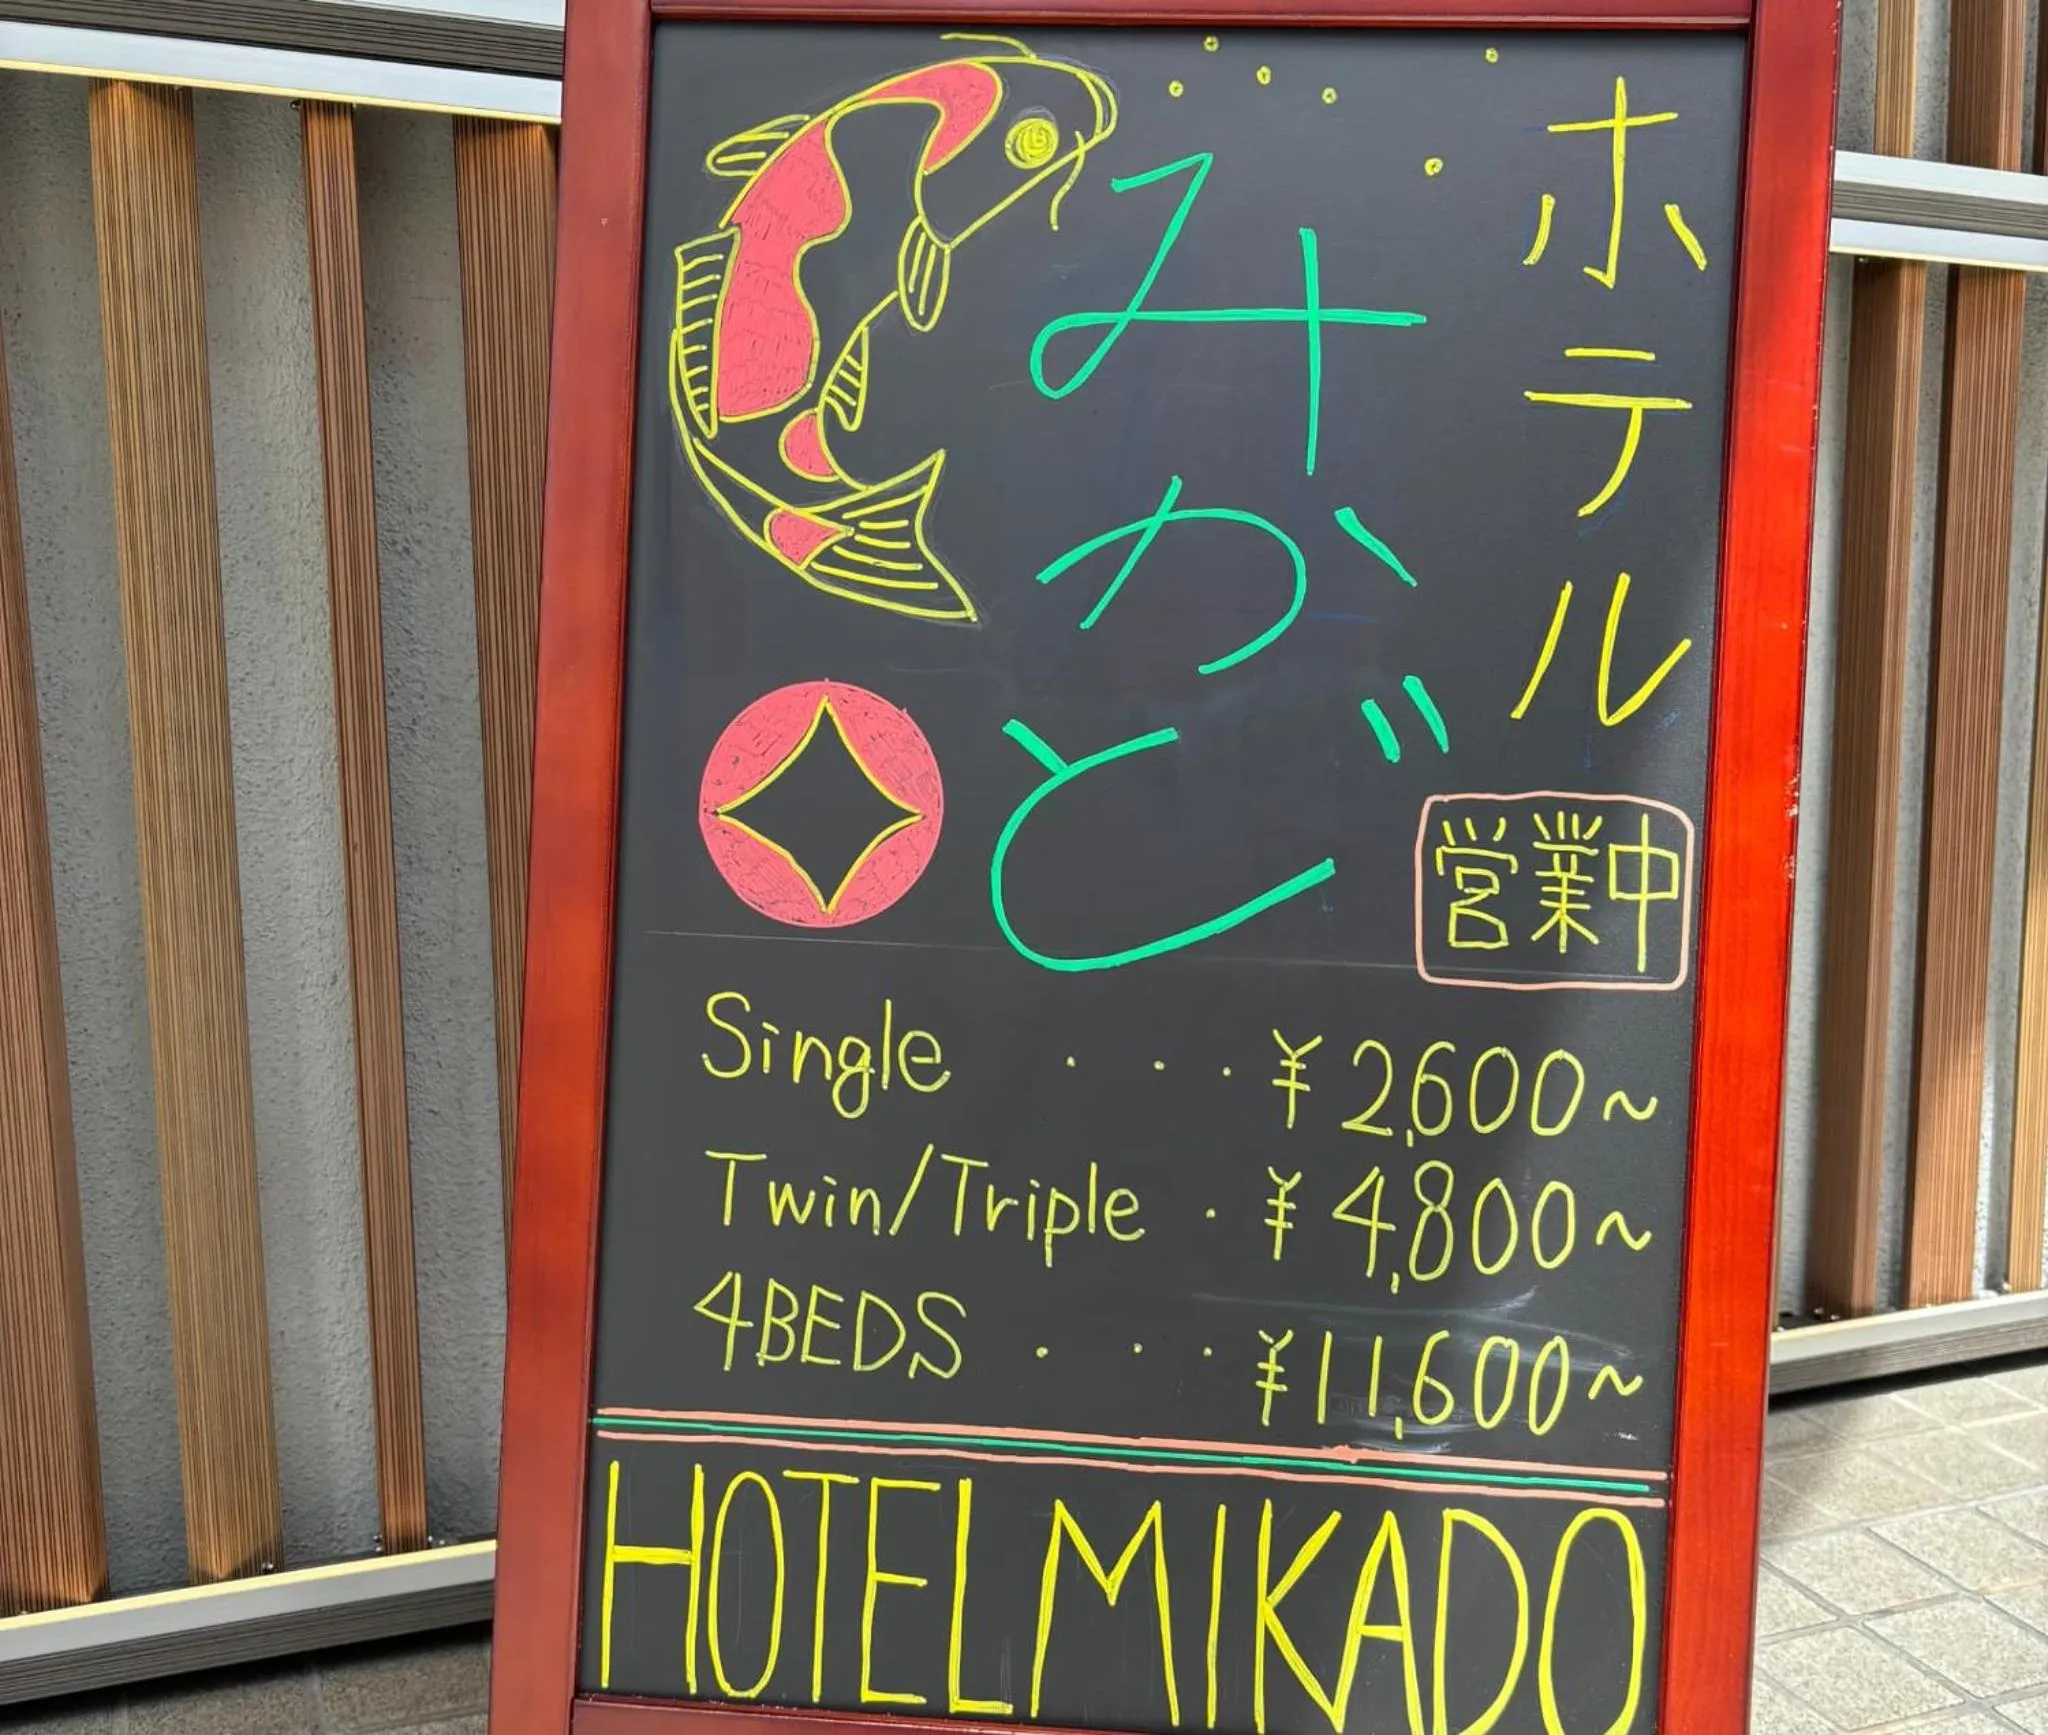 ホテル
みかど
営業中
Single ・・・¥2,600~
Twin/Triple ・¥4,800~
4BEDS ・・・¥11,600~
HOTEL MIKADO